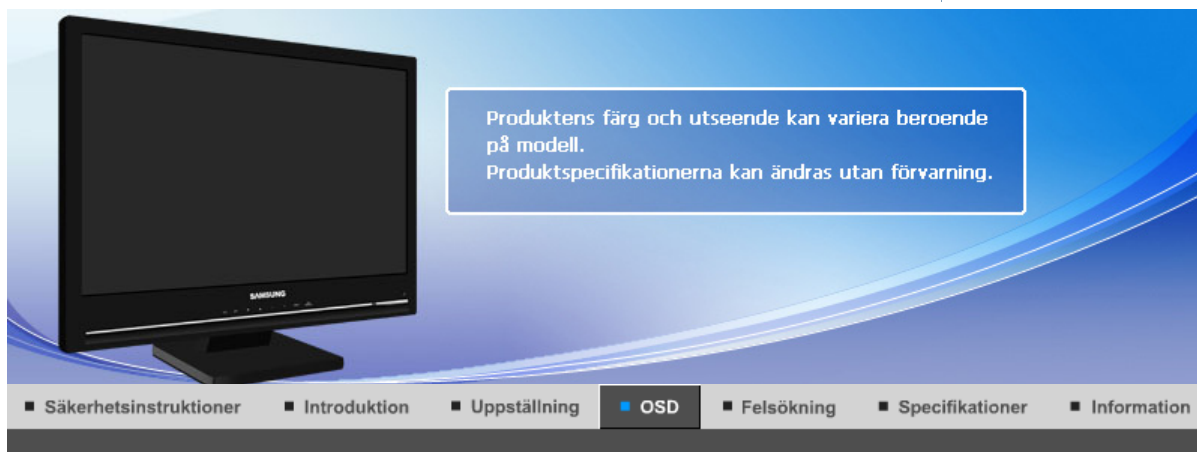 Produktens färg och utseende kan variera beroende
på modell.
Produktspecifikationerna kan ändras utan förvarning.
SAMSUNG
Säkerhetsinstruktioner
Introduktion
Uppställning
OSD
Felsökning
Specifikationer
Information